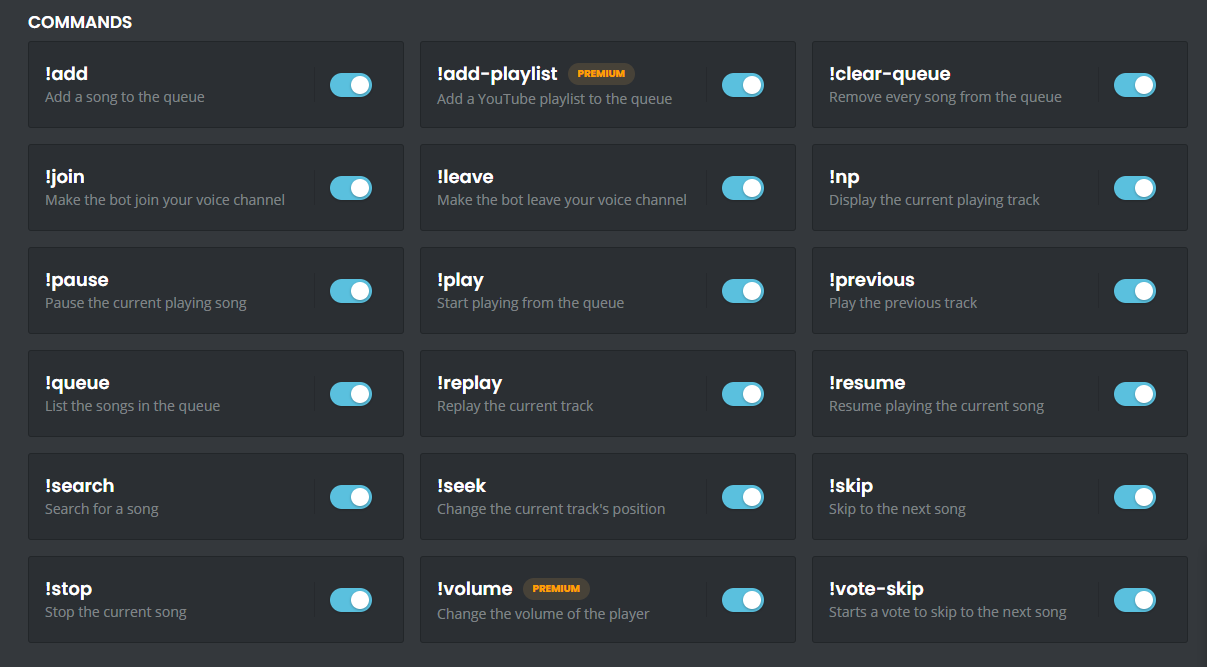 COMMANDS
!add
Add a song to the queue
!add-playlist PREMIUM
Add a YouTube playlist to the queue
!clear-queue
Remove every song from the queue
!join
Make the bot join your voice channel
!leave
Make the bot leave your voice channel
!np
Display the current playing track
!pause
Pause the current playing song
!play
Start playing from the queue
!previous
Play the previous track
!queue
List the songs in the queue
!replay
Replay the current track
!resume
Resume playing the current song
!search
Search for a song
!seek
Change the current track's position
!skip
Skip to the next song
!stop
Stop the current song
!volume PREMIUM
Change the volume of the player
!vote-skip
Starts a vote to skip to the next song